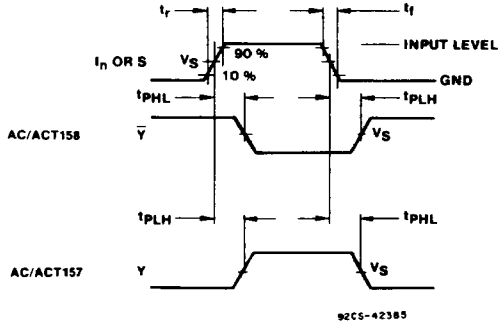 tr tf
90 % INPUT LEVEL
VS
In OR S
10 % GND
tPHL tPLH
AC/ACT158 Y̅ VS
tPLH tPHL
AC/ACT157 Y VS
92CS-42385